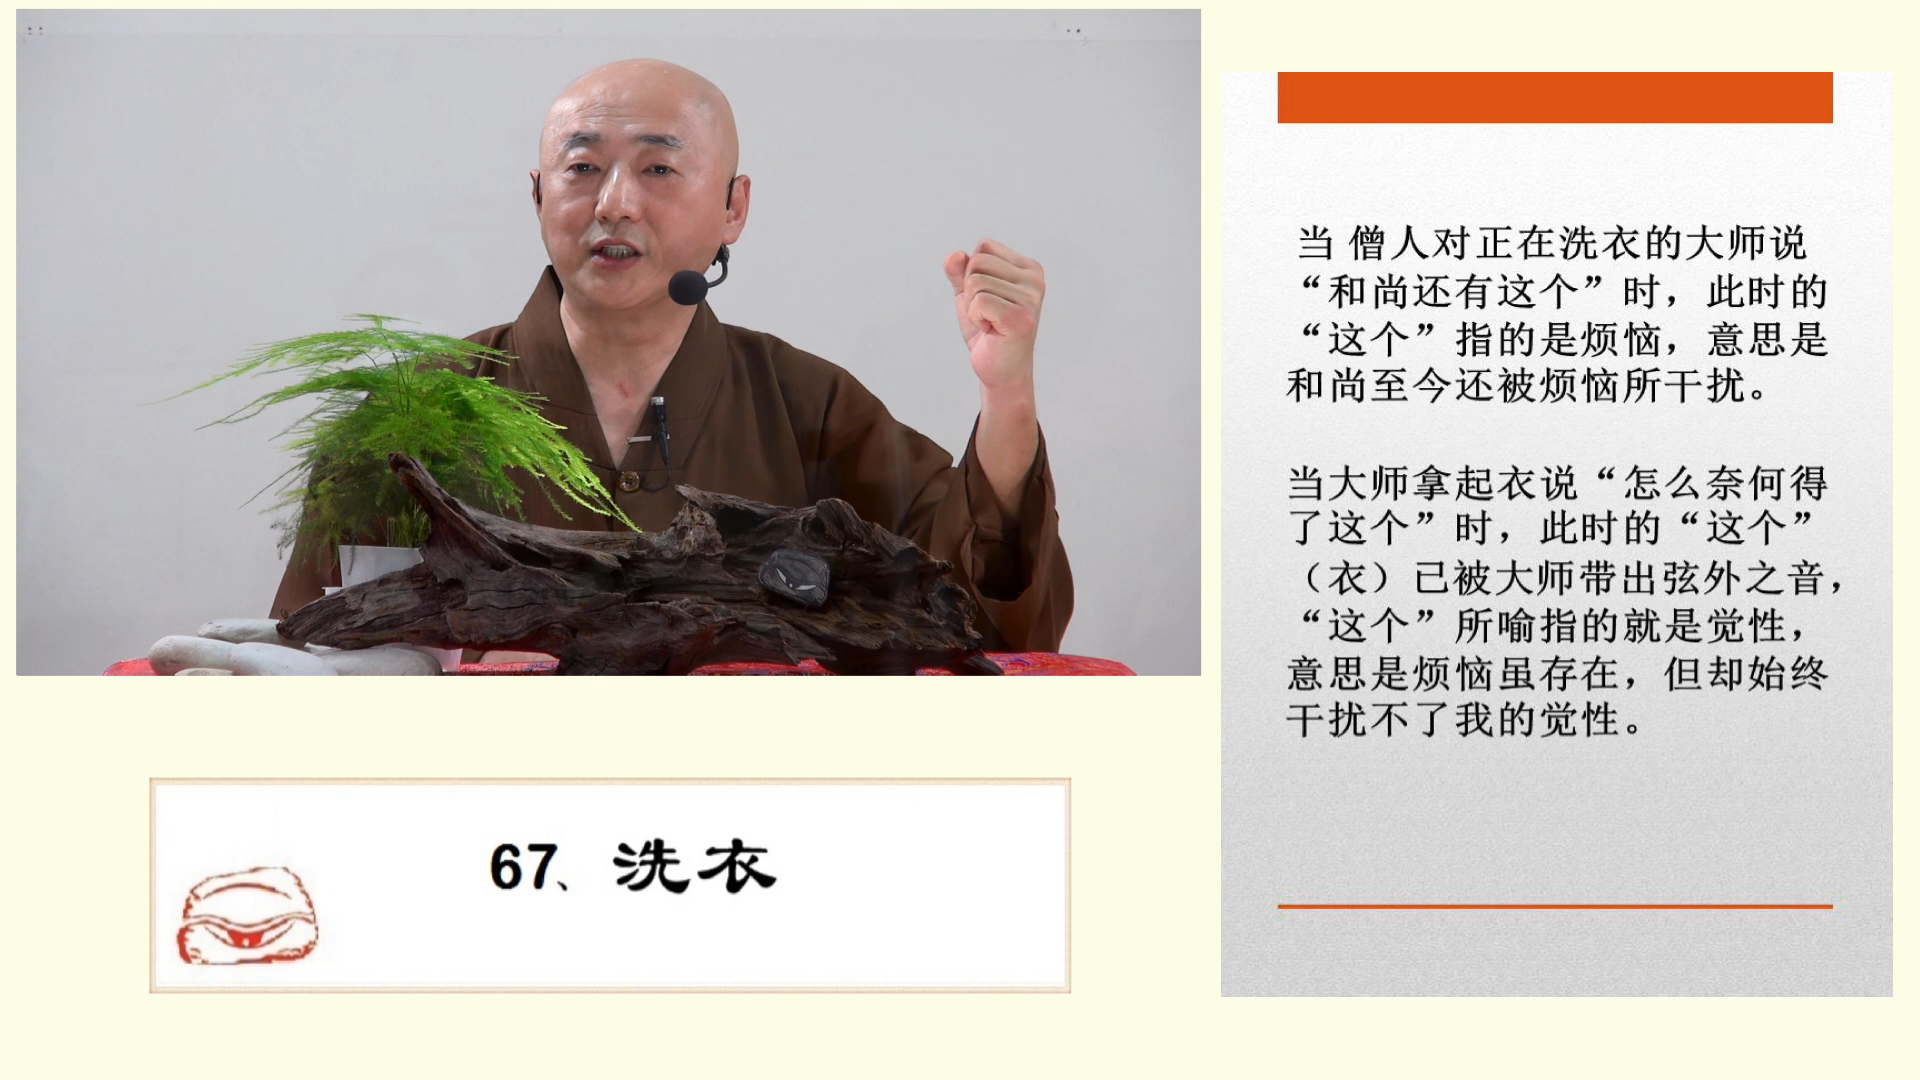 当 僧人对正在洗衣的大师说
“和尚还有这个”时，此时的
“这个”指的是烦恼，意思是
和尚至今还被烦恼所干扰。
当大师拿起衣说“怎么奈何得
了这个”时，此时的“这个”
（衣）已被大师带出弦外之音，
“这个”所喻指的就是觉性，
意思是烦恼虽存在，但却始终
干扰不了我的觉性。
67、洗衣